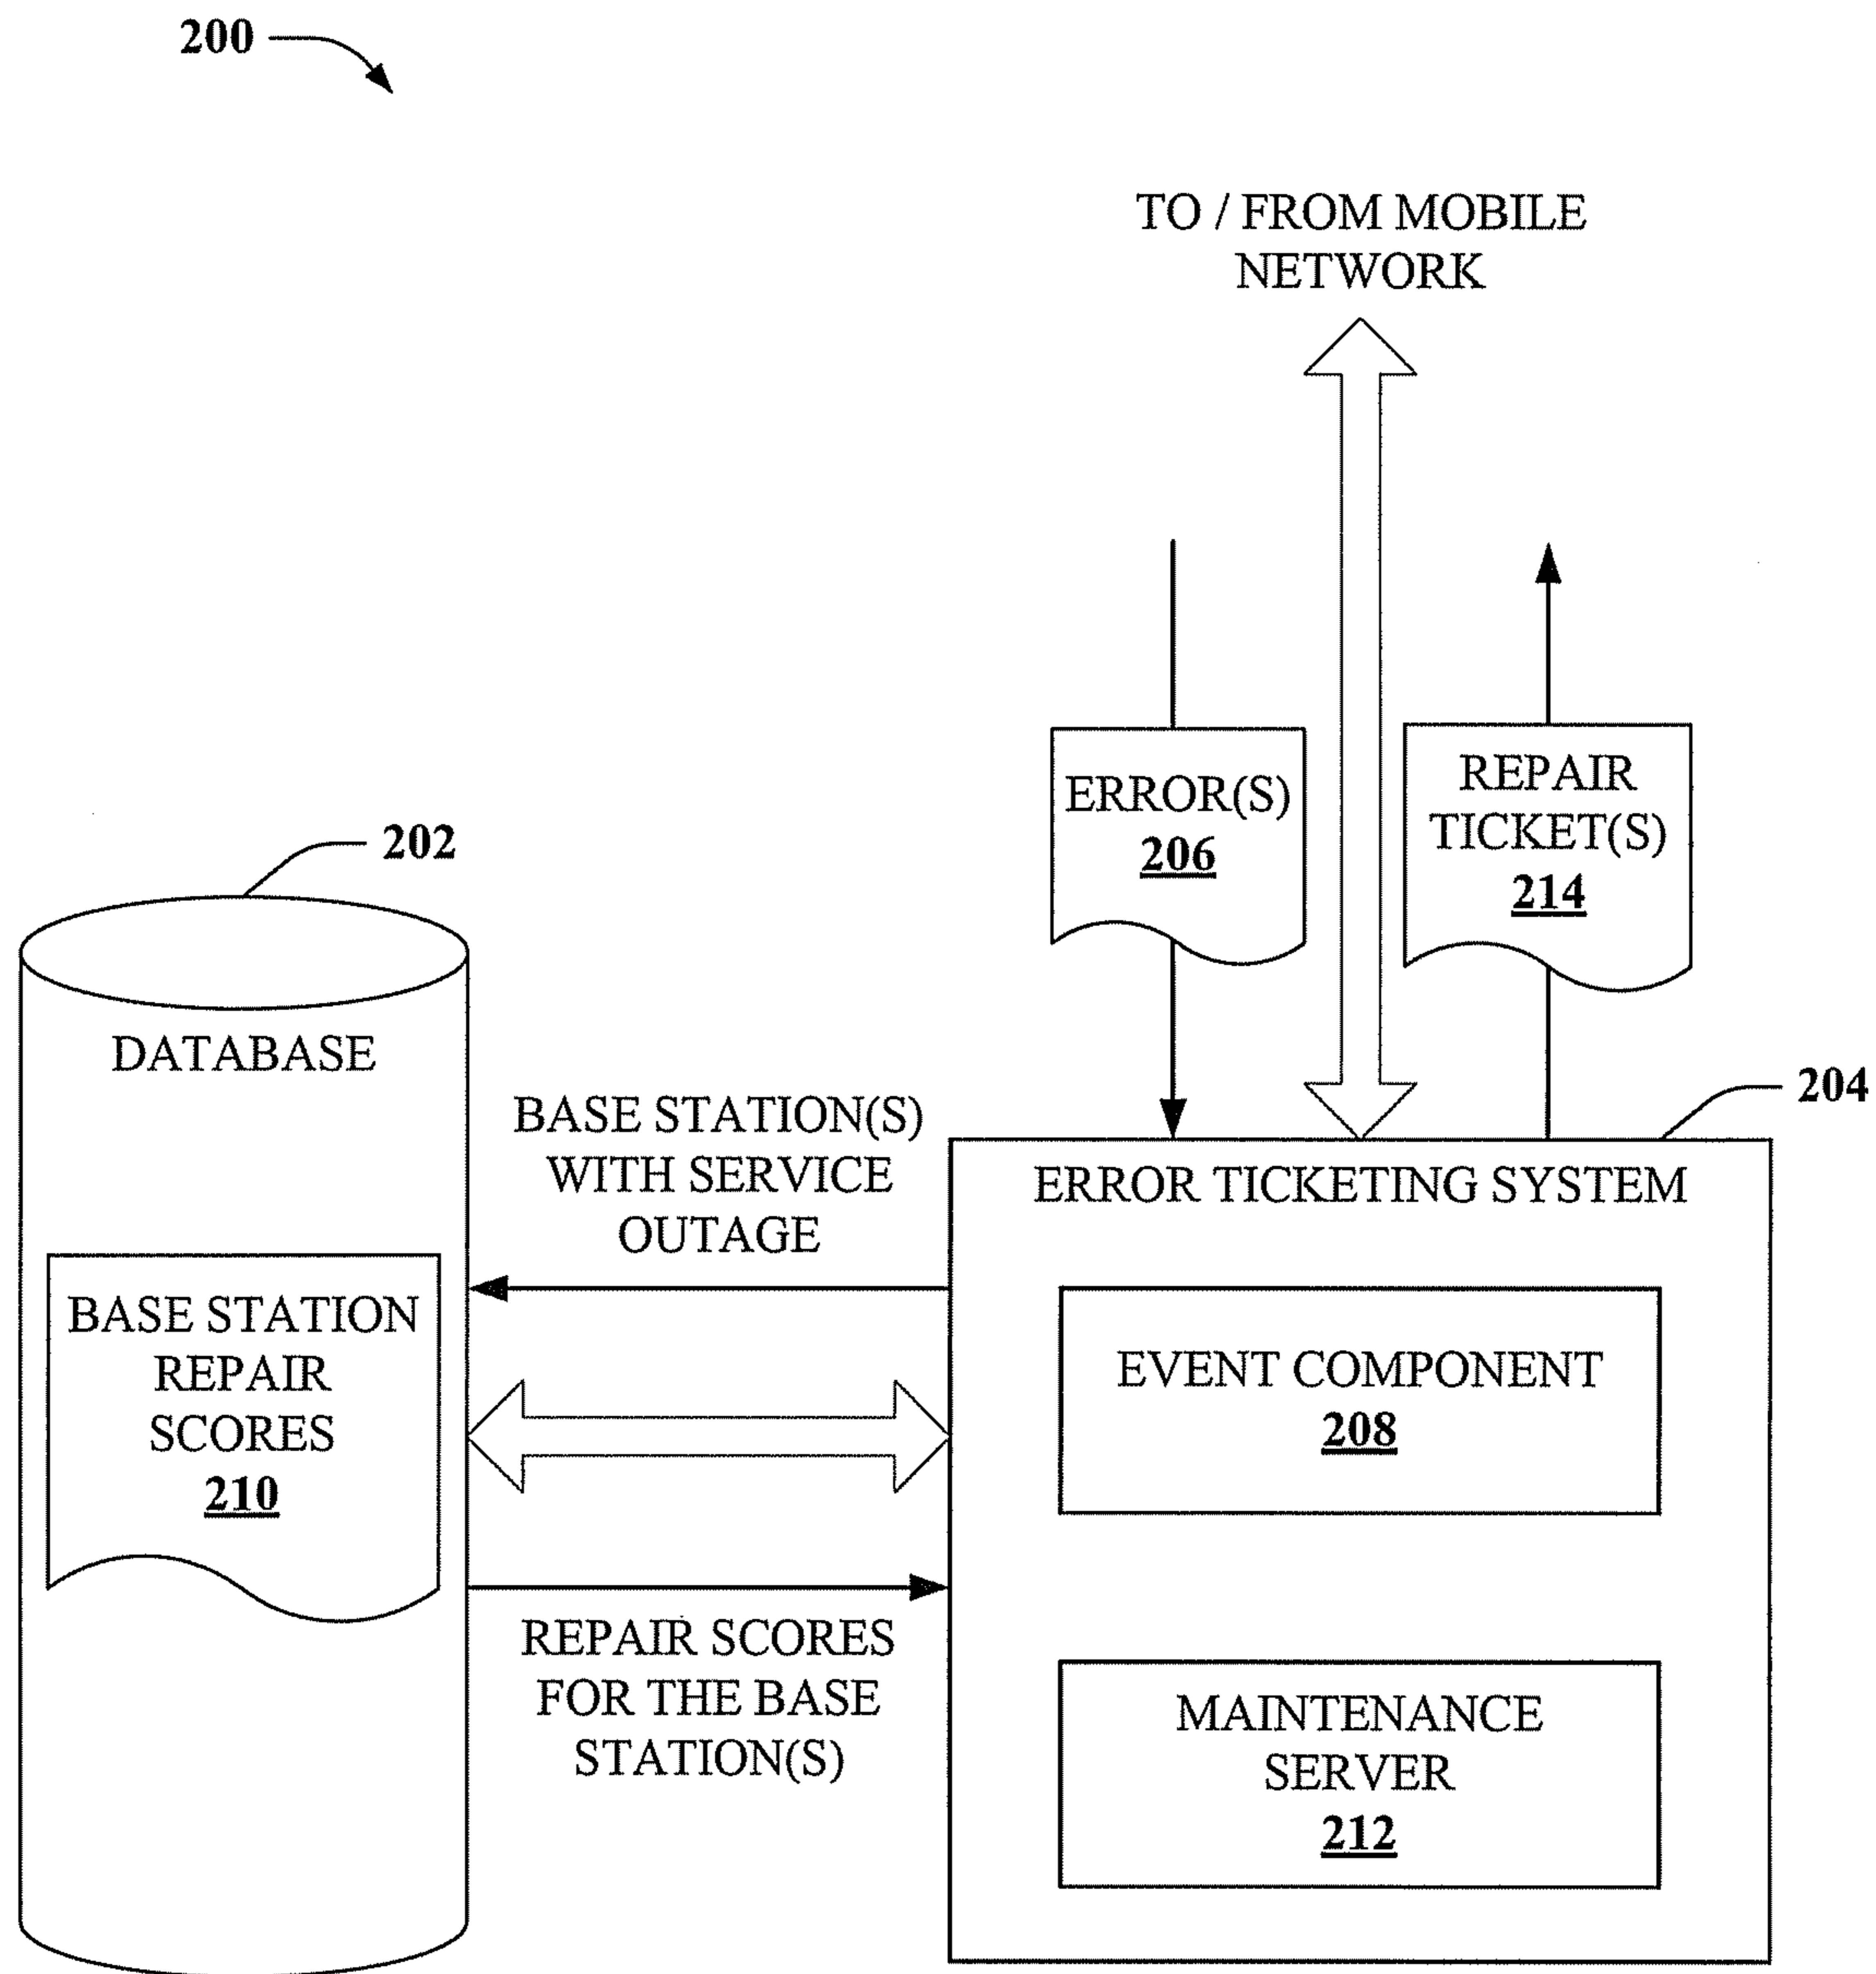 200
TO / FROM MOBILE
NETWORK
ERROR(S)
206
REPAIR
TICKET(S)
214
202
DATABASE
BASE STATION
REPAIR
SCORES
210
BASE STATION(S)
WITH SERVICE
OUTAGE
REPAIR SCORES
FOR THE BASE
STATION(S)
204
ERROR TICKETING SYSTEM
EVENT COMPONENT
208
MAINTENANCE
SERVER
212